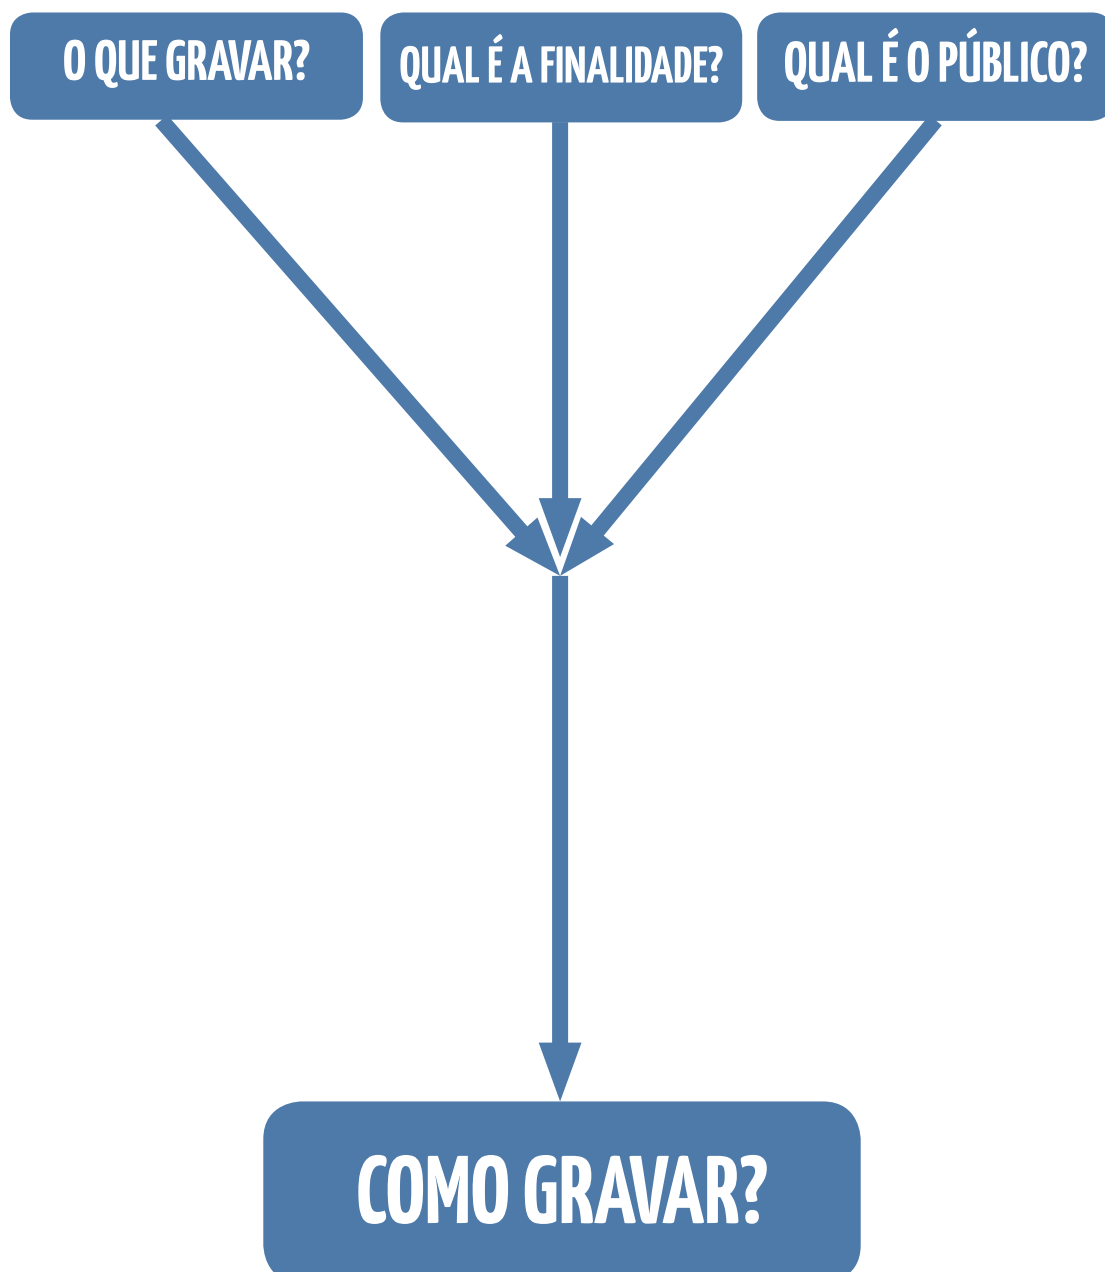 O QUE GRAVAR?
QUAL É A FINALIDADE?
QUAL É O PÚBLICO?
COMO GRAVAR?